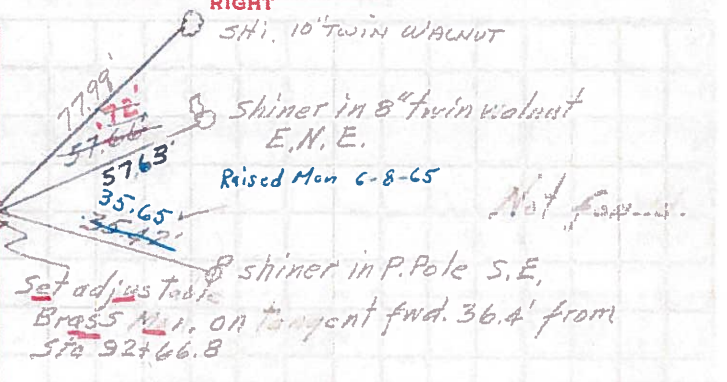 RIGHT
SHI. 10" TWIN WALNUT
77.99'
.72'
57.66'
57.63'
shiner in 8" twin walnut
E.N.E.
Raised Mon 6-8-65
35.65
35.42'
Not
shiner in P.Pole S.E.
Set adjustable
Brass Mon. on tangent fwd. 36.4' from
Sta 92+66.8